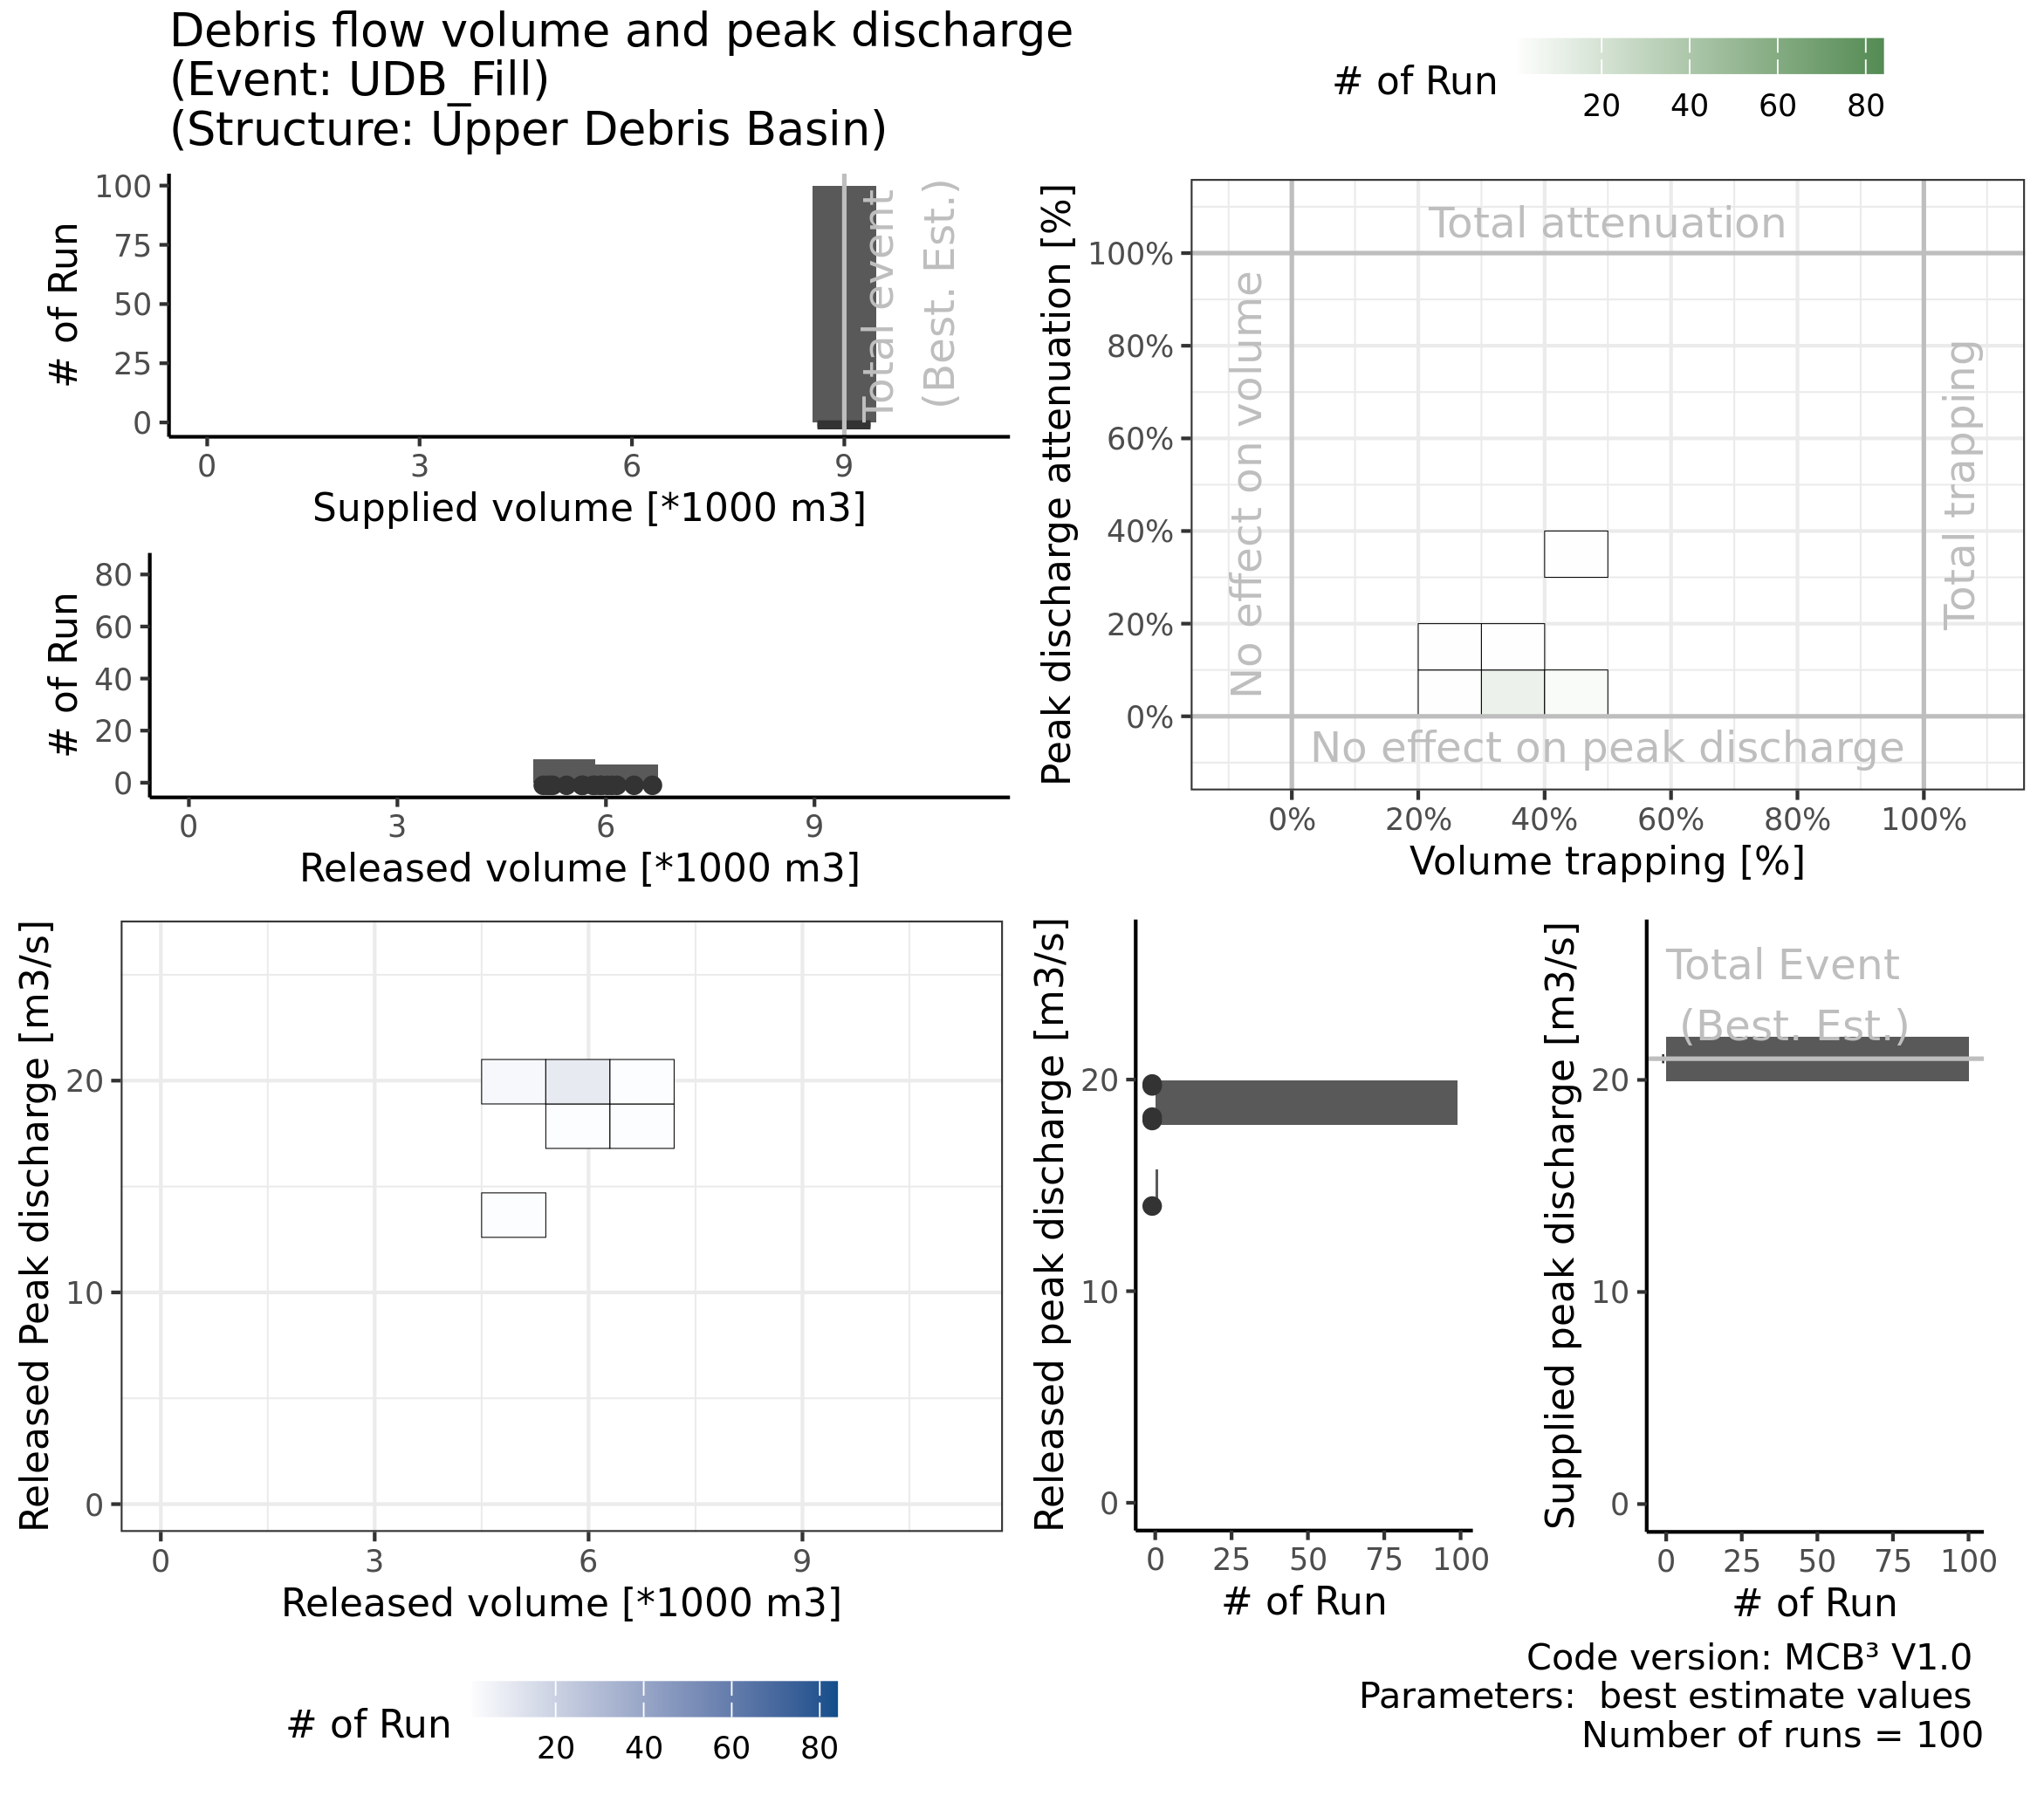 Debris flow volume and peak discharge
(Event: UDB_Fill)
(Structure: Upper Debris Basin)
# of Run
20 40 60 80
100
75
50
25
0
# of Run
Total event
(Best. Est.)
0 3 6 9
Supplied volume [*1000 m3]
80
60
40
20
0
# of Run
0 3 6 9
Released volume [*1000 m3]
Peak discharge attenuation [%]
100%
80%
60%
40%
20%
0%
Total attenuation
No effect on volume
Total trapping
No effect on peak discharge
0% 20% 40% 60% 80% 100%
Volume trapping [%]
Released Peak discharge [m3/s]
20
10
0
0 3 6 9
Released volume [*1000 m3]
# of Run
20 40 60 80
Released peak discharge [m3/s]
20
10
0
0 25 50 75 100
# of Run
Supplied peak discharge [m3/s]
Total Event
(Best. Est.)
20
10
0
0 25 50 75 100
# of Run
Code version: MCB³ V1.0
Parameters:  best estimate values
Number of runs = 100